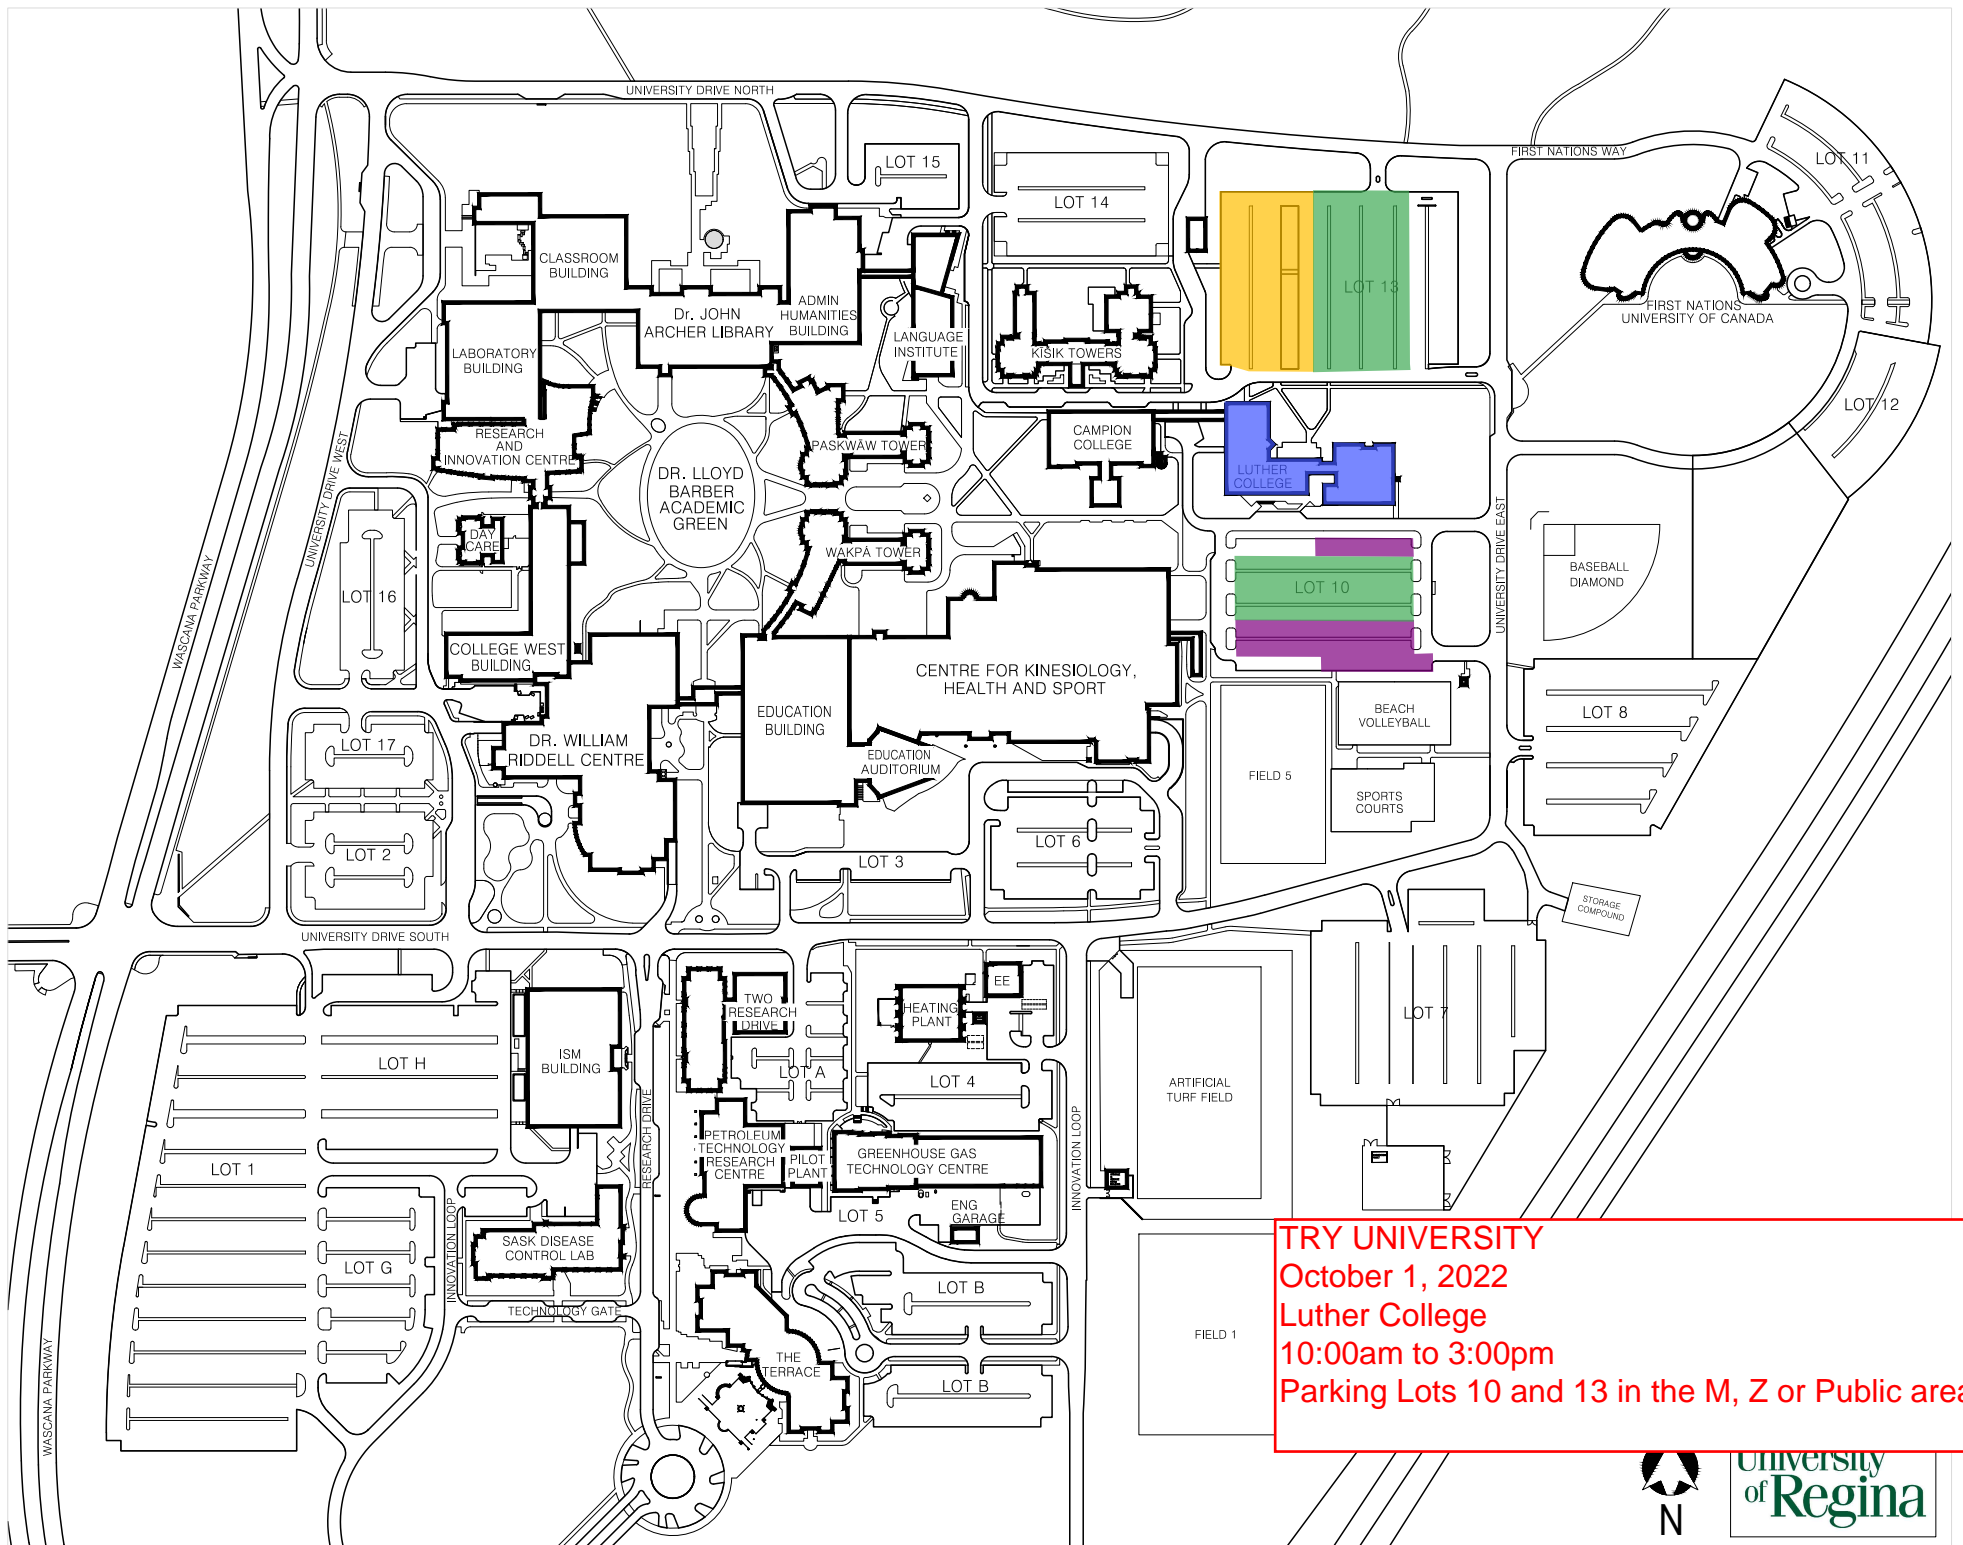 UNIVERSITY DRIVE NORTH
FIRST NATIONS WAY
LOT 11
LOT 15
LOT 14
CLASSROOM
BUILDING
LOT 13
ADMIN
HUMANITIES
BUILDING
Dr. JOHN
ARCHER LIBRARY
FIRST NATIONS
UNIVERSITY OF CANADA
LANGUAGE
INSTITUTE
KĪSIK TOWERS
LABORATORY
BUILDING
LOT 12
RESEARCH
AND
INNOVATION CENTRE
PASKWĀW TOWER
CAMPION
COLLEGE
LUTHER
COLLEGE
UNIVERSITY DRIVE WEST
DR. LLOYD
BARBER
ACADEMIC
GREEN
DAY
CARE
WAKPÁ TOWER
UNIVERSITY DRIVE EAST
BASEBALL
DIAMOND
LOT 10
LOT 16
WASCANA PARKWAY
COLLEGE WEST
BUILDING
CENTRE FOR KINESIOLOGY,
HEALTH AND SPORT
EDUCATION
BUILDING
BEACH
VOLLEYBALL
LOT 8
LOT 17
DR. WILLIAM
RIDDELL CENTRE
EDUCATION
AUDITORIUM
FIELD 5
SPORTS
COURTS
LOT 2
LOT 3
LOT 6
STORAGE
COMPOUND
UNIVERSITY DRIVE SOUTH
TWO
RESEARCH
DRIVE
HEATING
PLANT
EE
LOT 7
LOT H
ISM
BUILDING
LOT A
LOT 4
ARTIFICIAL
TURF FIELD
RESEARCH DRIVE
PETROLEUM
TECHNOLOGY
RESEARCH
CENTRE
PILOT
PLANT
GREENHOUSE GAS
TECHNOLOGY CENTRE
INNOVATION LOOP
LOT 1
LOT 5
ENG
GARAGE
INNOVATION LOOP
SASK DISEASE
CONTROL LAB
LOT G
LOT B
TECHNOLOGY GATE
FIELD 1
THE
TERRACE
LOT B
WASCANA PARKWAY
TRY UNIVERSITY
October 1, 2022
Luther College
10:00am to 3:00pm
Parking Lots 10 and 13 in the M, Z or Public area
N
University
of Regina